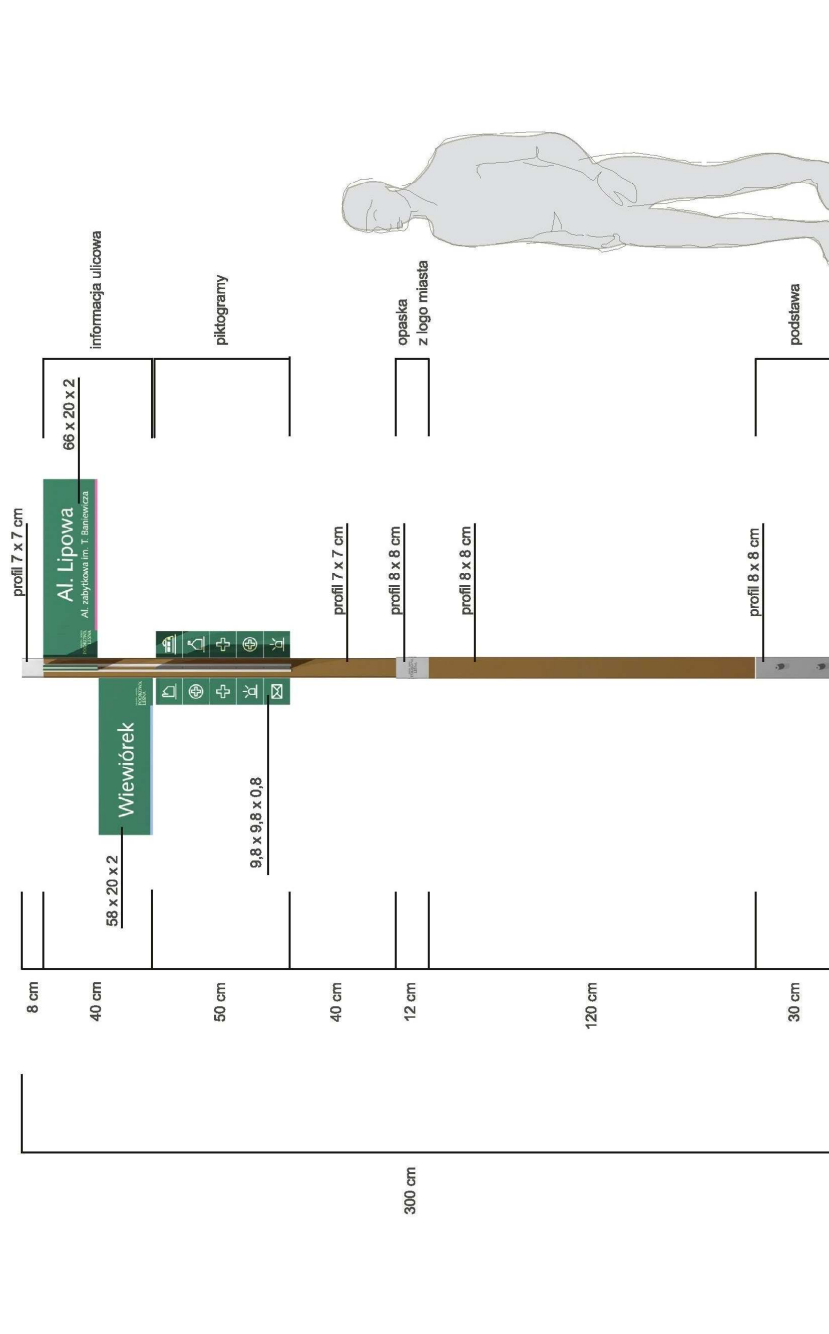 300 cm
8 cm
40 cm
50 cm
40 cm
12 cm
120 cm
30 cm
58 x 20 x 2
9,8 x 9,8 x 0,8
Wiewiórek
Al. Lipowa
Al. zabytkowa im. T. Baniewicza
profil 7 x 7 cm
profil 7 x 7 cm
profil 8 x 8 cm
profil 8 x 8 cm
profil 8 x 8 cm
66 x 20 x 2
informacja ulicowa
piktogramy
opaska
z logo miasta
podstawa